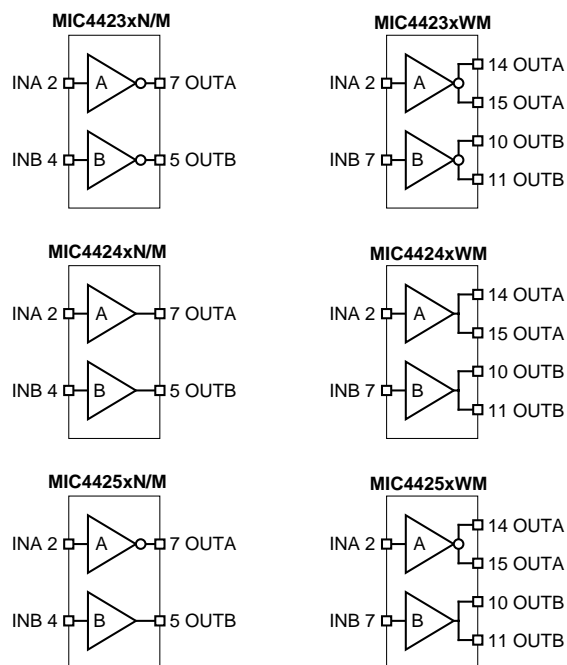 MIC4423xN/M
INA 2 A 7 OUTA
INB 4 B 5 OUTB
MIC4423xWM
INA 2 A 14 OUTA
15 OUTA
INB 7 B 10 OUTB
11 OUTB
MIC4424xN/M
INA 2 A 7 OUTA
INB 4 B 5 OUTB
MIC4424xWM
INA 2 A 14 OUTA
15 OUTA
INB 7 B 10 OUTB
11 OUTB
MIC4425xN/M
INA 2 A 7 OUTA
INB 4 B 5 OUTB
MIC4425xWM
INA 2 A 14 OUTA
15 OUTA
INB 7 B 10 OUTB
11 OUTB